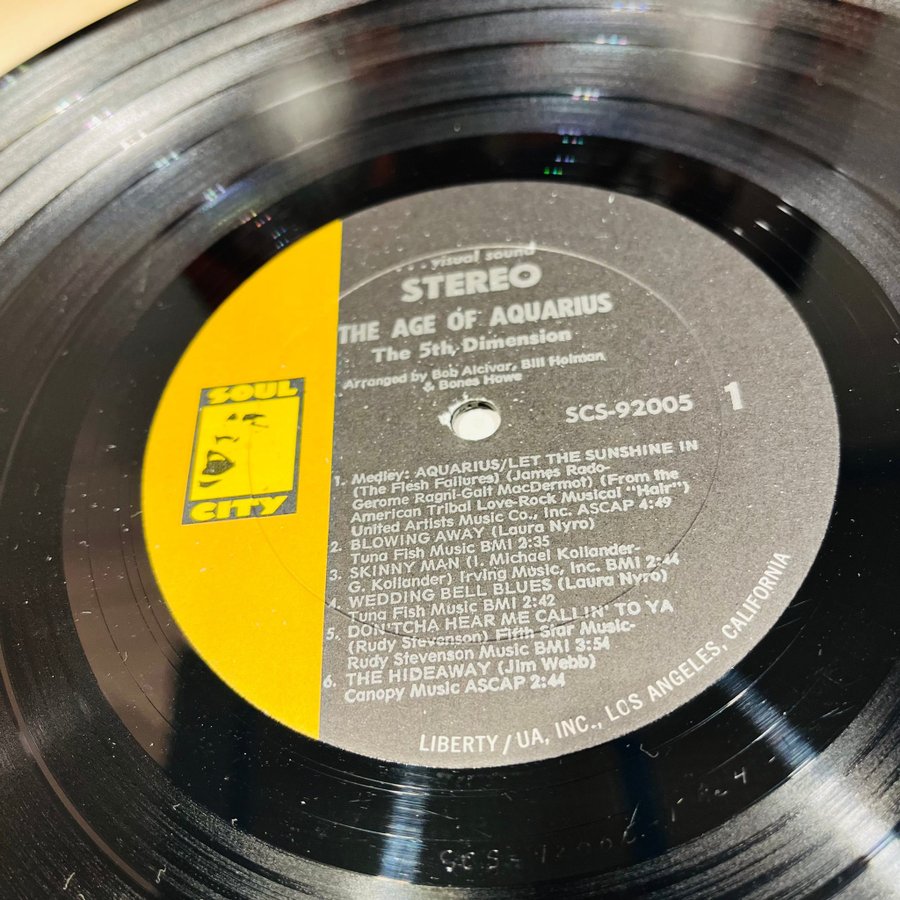 ... visual sound
STEREO
THE AGE OF AQUARIUS
The 5th Dimension
Arranged by Bob Alcivar, Bill Holman
& Bones Howe
SCS-92005 1
SOUL
CITY
1. Medley: AQUARIUS/LET THE SUNSHINE IN
(The Flesh Failures) (James Rado-
Gerome Ragni-Galt MacDermot) (From the
American Tribal Love-Rock Musical "Hair")
United Artists Music Co., Inc. ASCAP 4:49
2. BLOWING AWAY (Laura Nyro)
Tuna Fish Music BMI 2:35
3. SKINNY MAN (I. Michael Kollander-
G. Kollander) Irving Music, Inc. BMI 2:44
4. WEDDING BELL BLUES (Laura Nyro)
Tuna Fish Music BMI 2:42
5. DON'TCHA HEAR ME CALLIN' TO YA
(Rudy Stevenson) Fifth Star Music-
Rudy Stevenson Music BMI 3:54
6. THE HIDEAWAY (Jim Webb)
Canopy Music ASCAP 2:44
LIBERTY/UA, INC., LOS ANGELES, CALIFORNIA